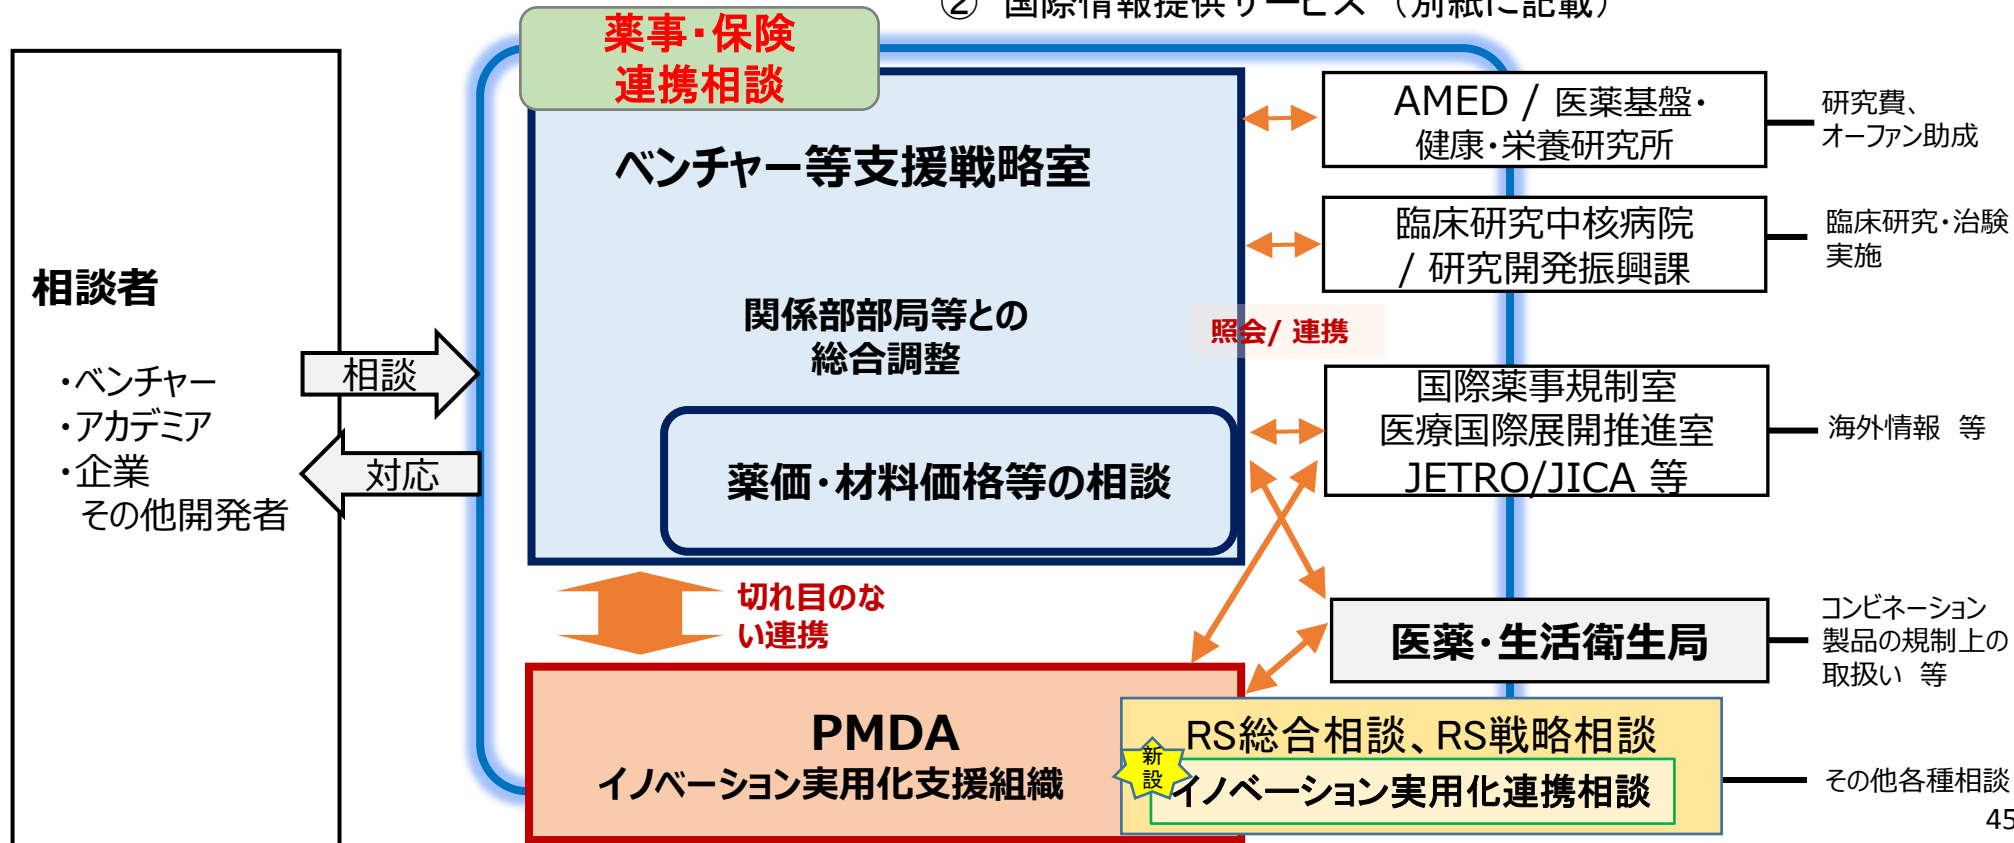 ② 国際情報提供サービス （別紙に記載）
薬事・保険
連携相談
相談者
・ベンチャー
・アカデミア
・企業
その他開発者
相談
対応
ベンチャー等支援戦略室
関係部部局等との
総合調整
薬価・材料価格等の相談
照会/ 連携
切れ目のな
い連携
PMDA
イノベーション実用化支援組織
AMED / 医薬基盤・
健康・栄養研究所
研究費、
オーファン助成
臨床研究中核病院
/ 研究開発振興課
臨床研究・治験
実施
国際薬事規制室
医療国際展開推進室
JETRO/JICA 等
海外情報 等
医薬・生活衛生局
コンビネーション
製品の規制上の
取扱い 等
RS総合相談、RS戦略相談
新
設
イノベーション実用化連携相談
その他各種相談
45